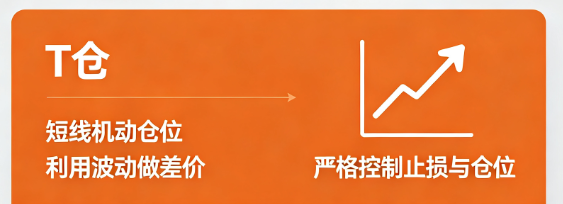 T仓
短线机动仓位
利用波动做差价
严格控制止损与仓位